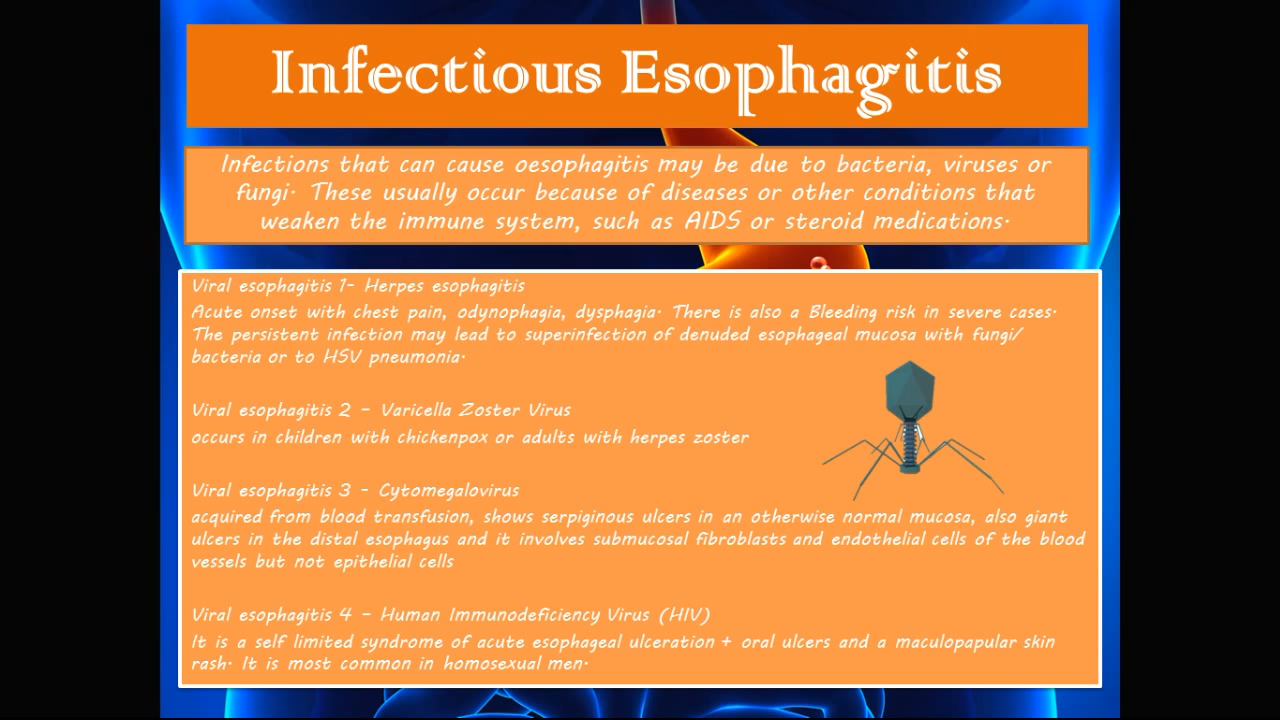 Infectious Esophagitis
Infections that can cause oesophagitis may be due to bacteria, viruses or
fungi. These usually occur because of diseases or other conditions that
weaken the immune system, such as AIDS or steroid medications.
Viral esophagitis 1- Herpes esophagitis
Acute onset with chest pain, odynophagia, dysphagia. There is also a Bleeding risk in severe cases.
The persistent infection may lead to superinfection of denuded esophageal mucosa with fungi/
bacteria or to HSV pneumonia.
Viral esophagitis 2 - Varicella Zoster Virus
occurs in children with chickenpox or adults with herpes zoster
Viral esophagitis 3 - Cytomegalovirus
acquired from blood transfusion, shows serpiginous ulcers in an otherwise normal mucosa, also giant
ulcers in the distal esophagus and it involves submucosal fibroblasts and endothelial cells of the blood
vessels but not epithelial cells
Viral esophagitis 4 - Human Immunodeficiency Virus (HIV)
It is a self limited syndrome of acute esophageal ulceration + oral ulcers and a maculopapular skin
rash. It is most common in homosexual men.